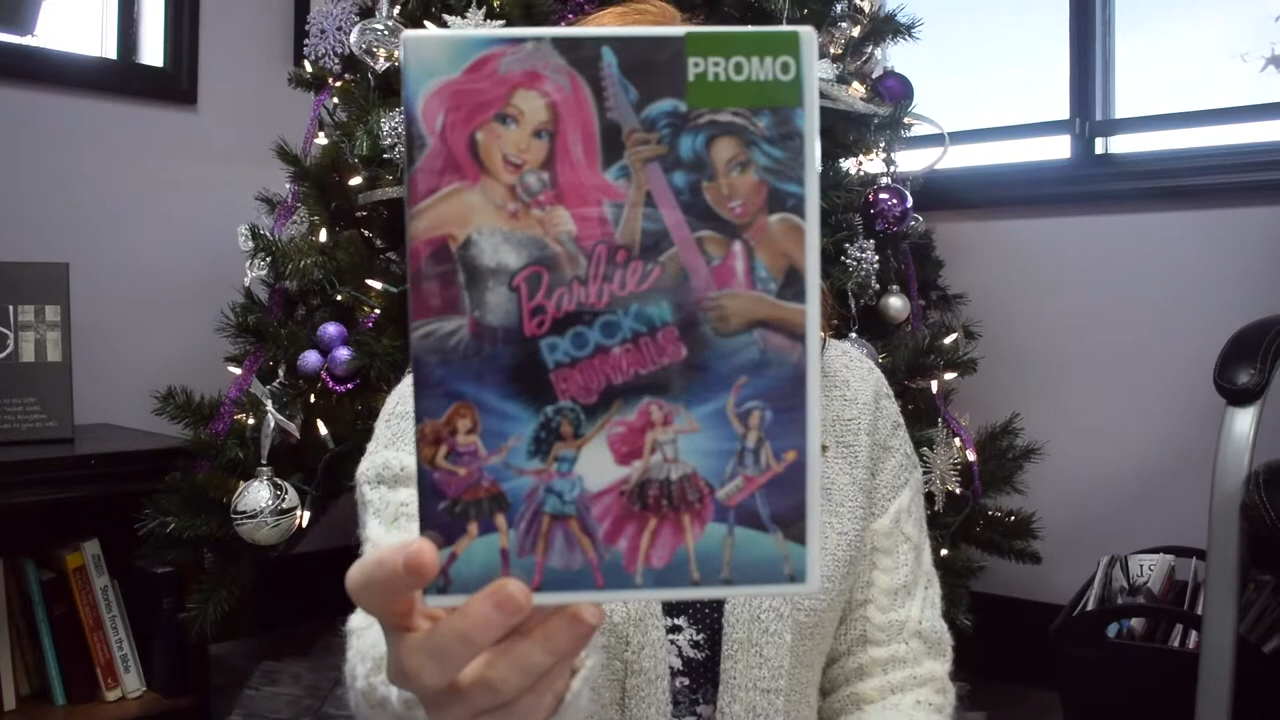 PROMO
Barbie
ROCK 'N
ROYALS
Stories from the Bible